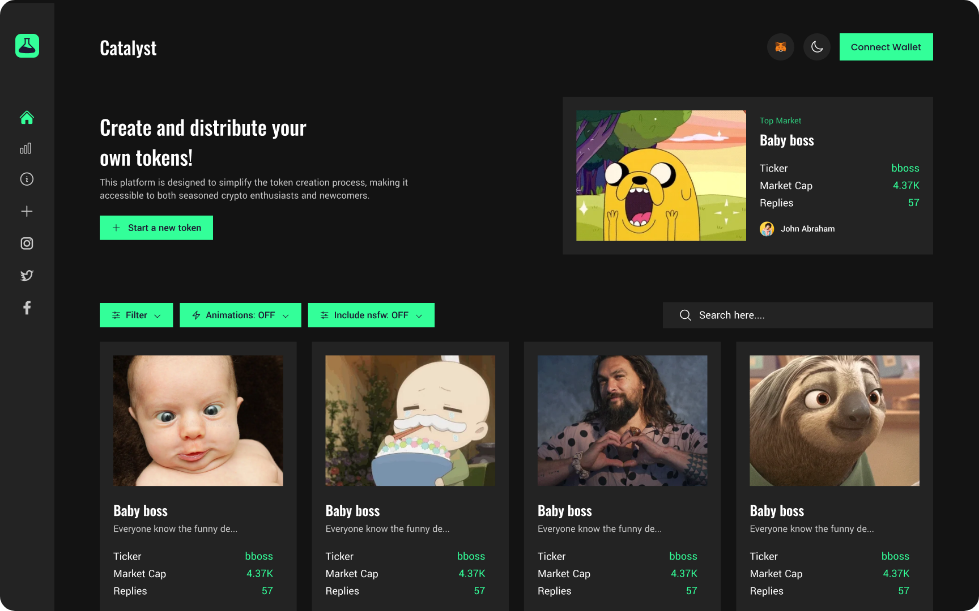 Catalyst
Connect Wallet
Create and distribute your
own tokens!
This platform is designed to simplify the token creation process, making it
accessible to both seasoned crypto enthusiasts and newcomers.
Start a new token
Top Market
Baby boss
Ticker bboss
Market Cap 4.37K
Replies 57
John Abraham
Filter Animations: OFF Include nsfw: OFF Search here....
Baby boss Baby boss Baby boss Baby boss
Everyone know the funny de... Everyone know the funny de... Everyone know the funny de... Everyone know the funny de...
Ticker bboss Ticker bboss Ticker bboss Ticker bboss
Market Cap 4.37K Market Cap 4.37K Market Cap 4.37K Market Cap 4.37K
Replies 57 Replies 57 Replies 57 Replies 57